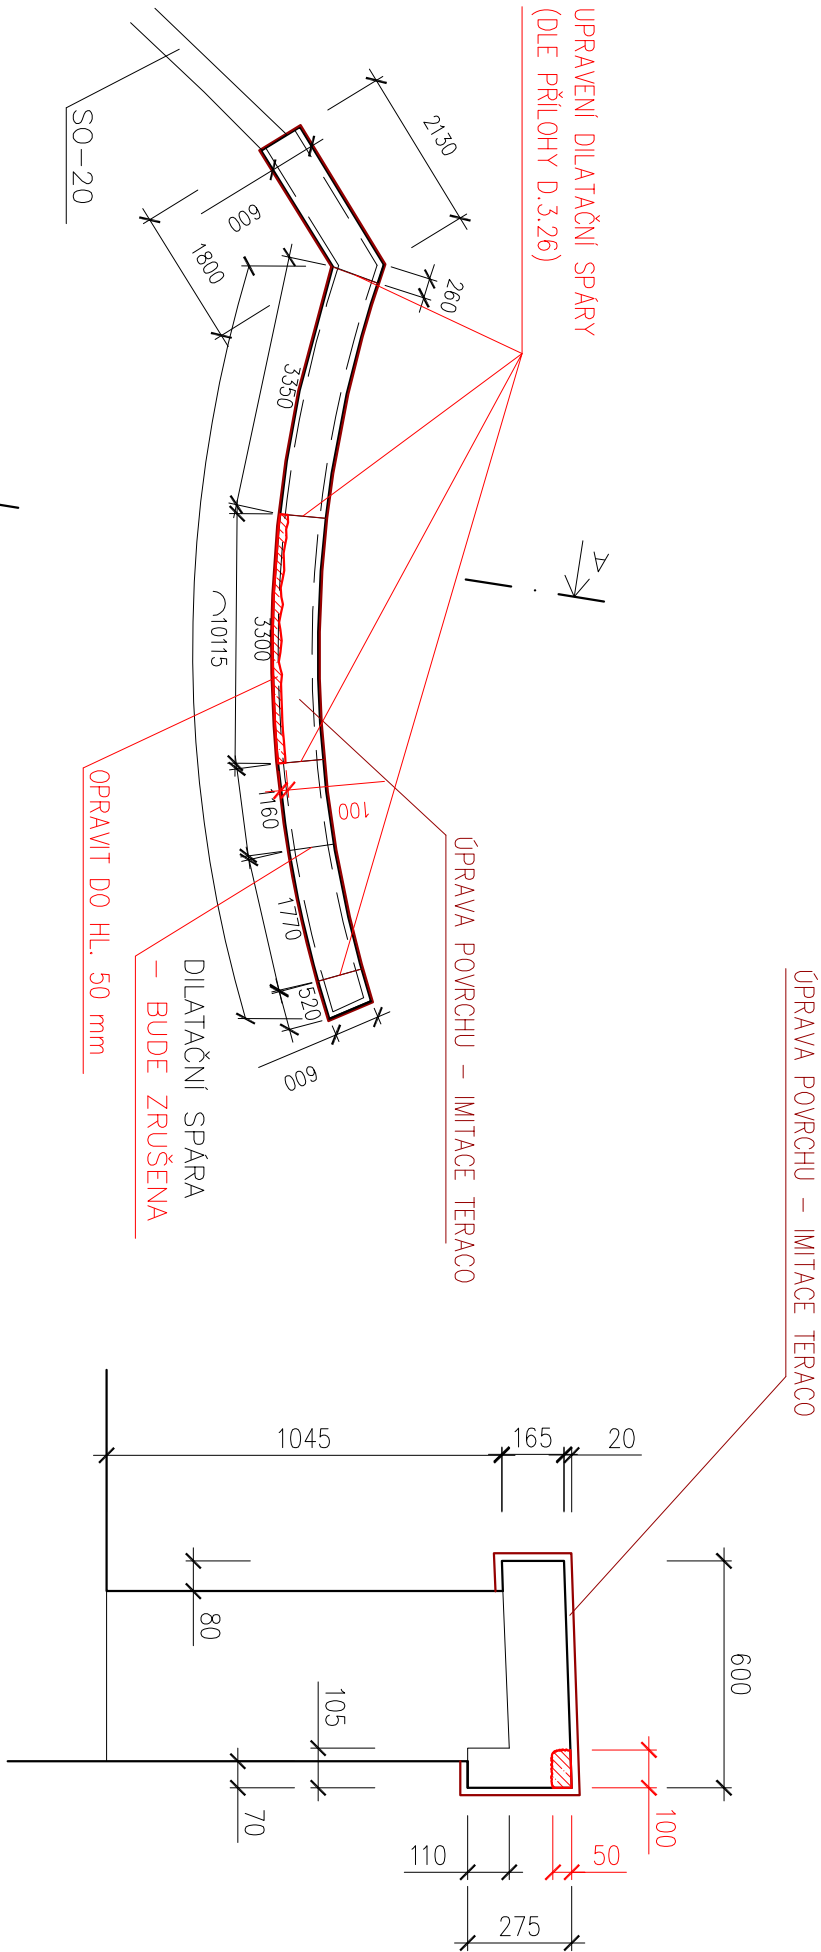 UPRAVENÍ DILATAČNÍ SPÁRY
(DLE PŘÍLOHY D.3.26)
SO-20
2130
600
1800
260
3350
3300
10115
1160
100
1770
520
600
A
OPRAVIT DO HL. 50 mm
DILATAČNÍ SPÁRA
- BUDE ZRUŠENA
ÚPRAVA POVRCHU - IMITACE TERACO
ÚPRAVA POVRCHU - IMITACE TERACO
1045
165
20
80
600
105
70
100
110
50
275